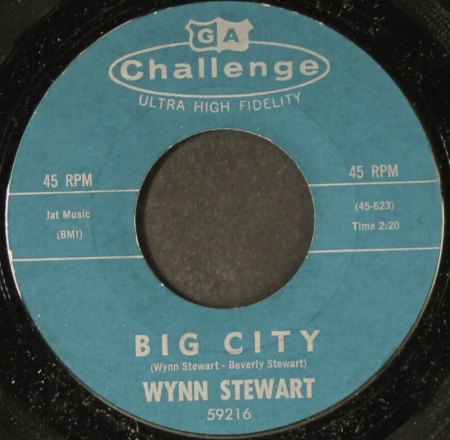 GA
Challenge
ULTRA HIGH FIDELITY
45 RPM
45 RPM
Jat Music
(BMI)
(45-623)
Time 2:20
BIG CITY
(Wynn Stewart - Beverly Stewart)
WYNN STEWART
59216